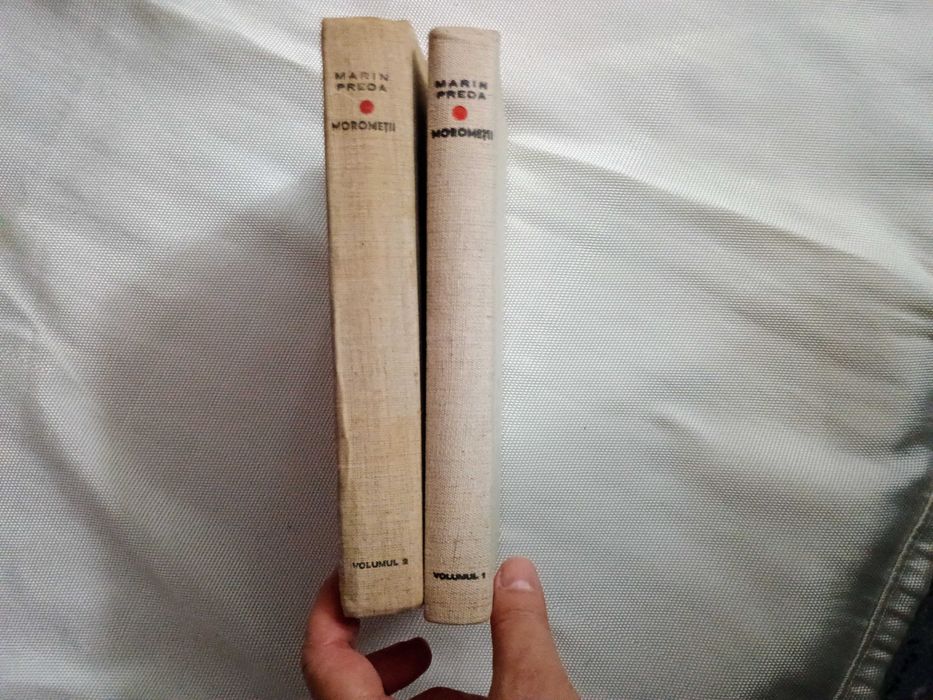 MARIN
PREDA
MOROMEȚII
VOLUMUL 2
MARIN
PREDA
MOROMEȚII
VOLUMUL 1